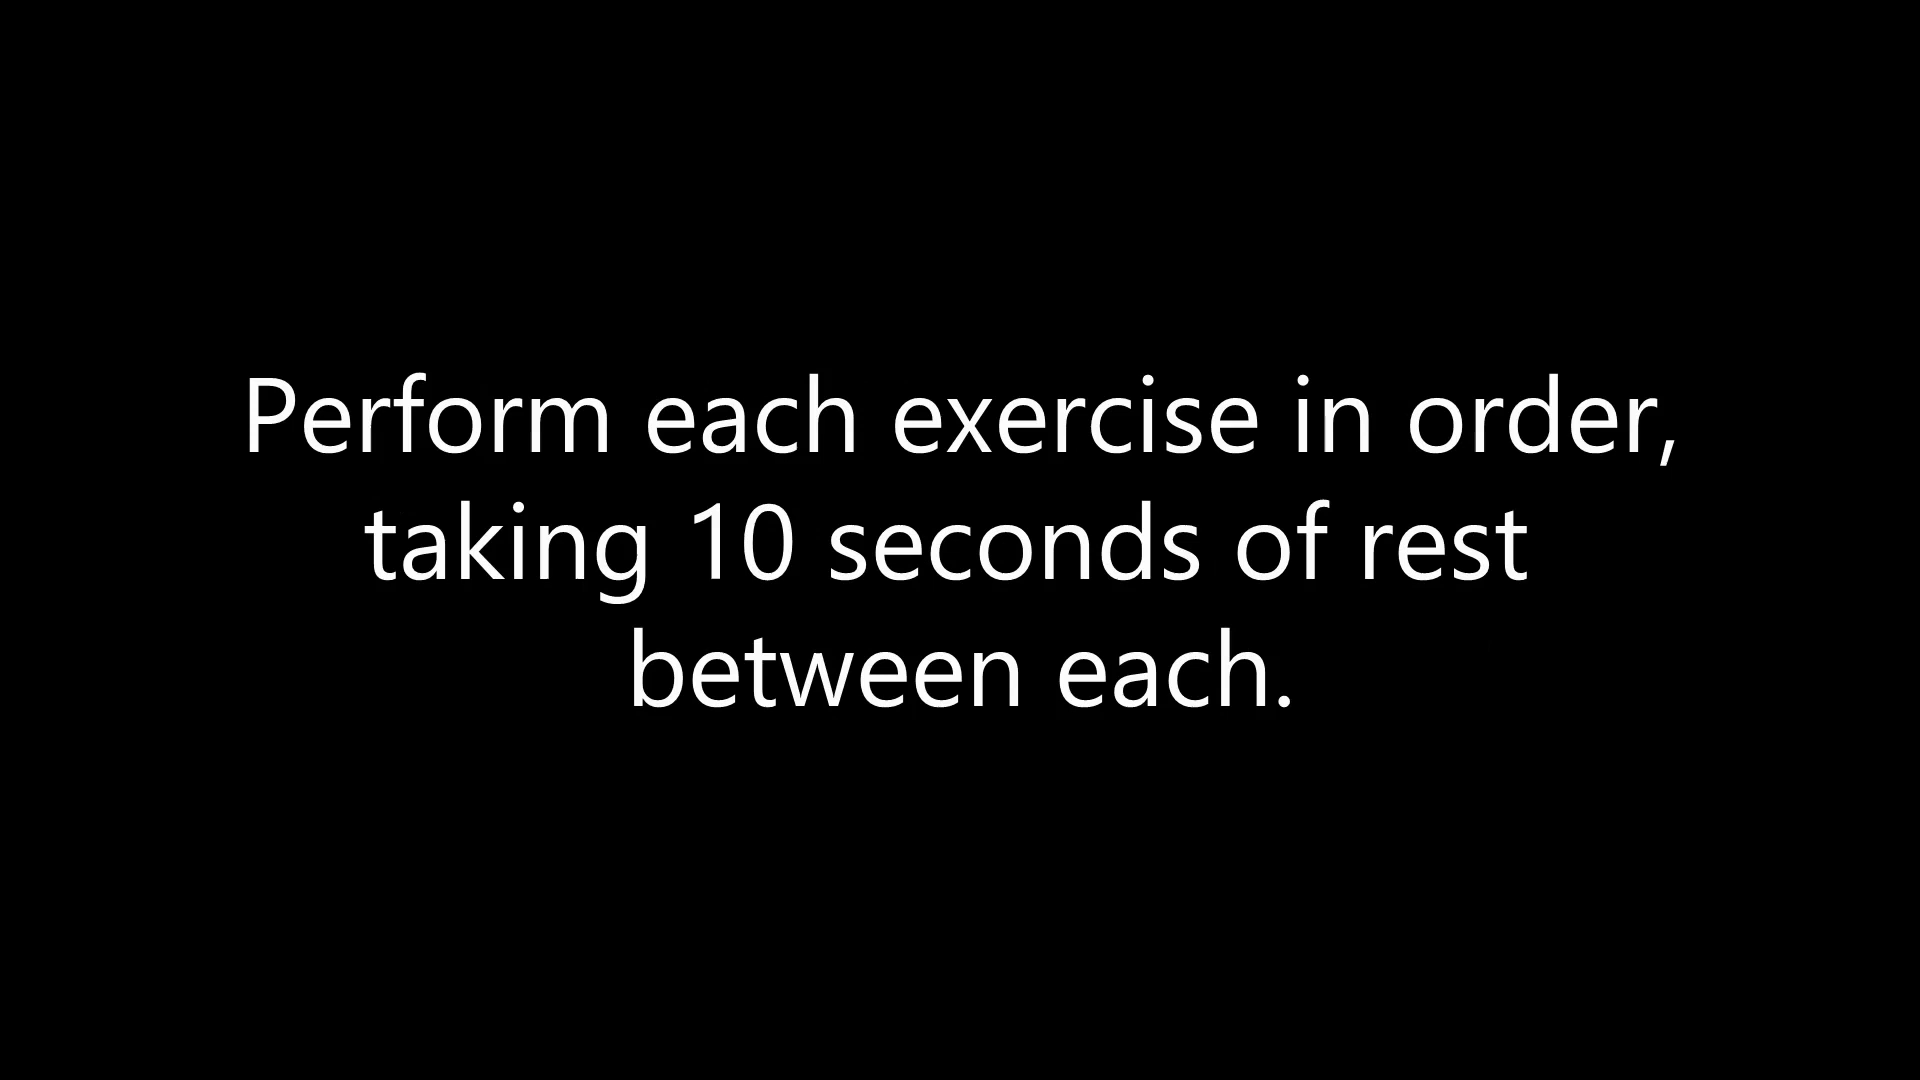 Perform each exercise in order,
taking 10 seconds of rest
between each.